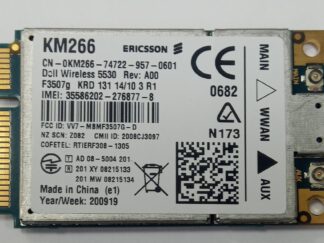 KM266 ERICSSON
CN -0KM266-74722-957-0601
Dell Wireless 5530 Rev: A00
F3507g KRD 131 14/10 3 R1
IMEI: 35586202-276877-8
0682
FCC ID: VV7-MBMF3507G-D
NZ SCN: Z082 CMII ID: 2008CJ3097
COFETEL: RTIERF308-1305
N173
AD 08-5004 201
201 XY 08215133
201 MW 08215134
Made in China (e1)
Year/Week: 200919
MAIN
WWAN
AUX